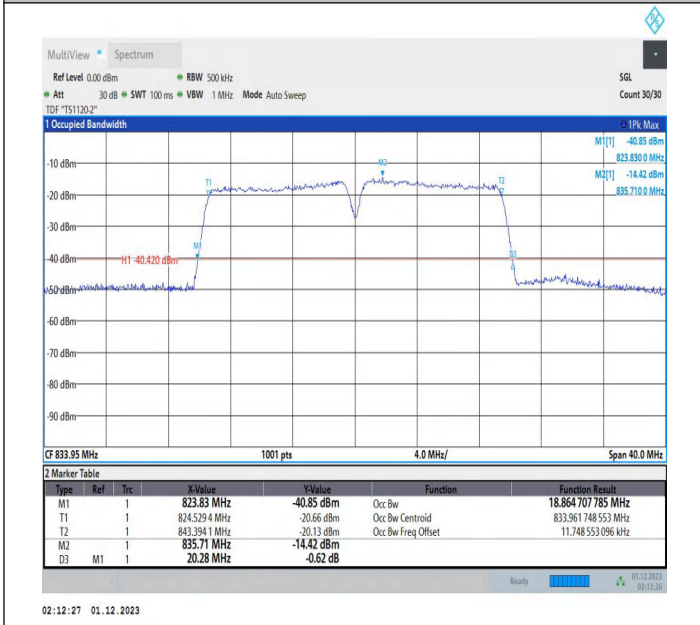 R S
MultiView Spectrum
Ref Level 0.00 dBm RBW 500 kHz SGL
Att 30 dB SWT 100 ms VBW 1 MHz Mode Auto Sweep Count 30/30
TDF "TS1120-2"
1 Occupied Bandwidth 1Pk Max
M1[1] -40.85 dBm
823.830 0 MHz
M2[1] -14.42 dBm
835.710 0 MHz
-10 dBm
M2
T1 T2
-20 dBm
-30 dBm
M1 D3
-40 dBm H1 -40.420 dBm
-50 dBm
-60 dBm
-70 dBm
-80 dBm
-90 dBm
CF 833.95 MHz 1001 pts 4.0 MHz/ Span 40.0 MHz
2 Marker Table
Type Ref Trc X-Value Y-Value Function Function Result
M1 1 823.83 MHz -40.85 dBm Occ Bw 18.864 707 785 MHz
T1 1 824.529 4 MHz -20.66 dBm Occ Bw Centroid 833.961 748 553 MHz
T2 1 843.394 1 MHz -20.13 dBm Occ Bw Freq Offset 11.748 553 096 kHz
M2 1 835.71 MHz -14.42 dBm
D3 M1 1 20.28 MHz -0.62 dB
Ready 01.12.2023
02:12:26
02:12:27 01.12.2023